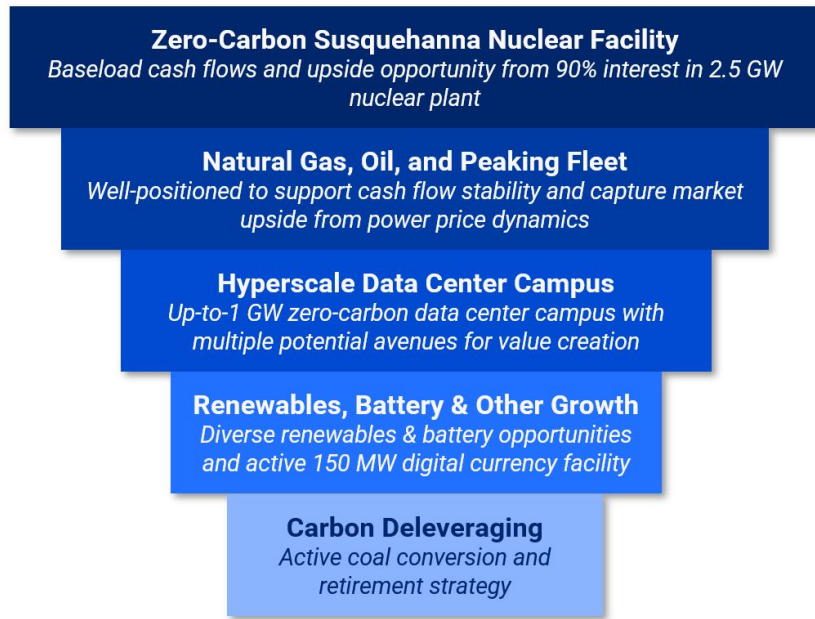 Zero-Carbon Susquehanna Nuclear Facility
Baseload cash flows and upside opportunity from 90% interest in 2.5 GW
nuclear plant
Natural Gas, Oil, and Peaking Fleet
Well-positioned to support cash flow stability and capture market
upside from power price dynamics
Hyperscale Data Center Campus
Up-to-1 GW zero-carbon data center campus with
multiple potential avenues for value creation
Renewables, Battery & Other Growth
Diverse renewables & battery opportunities
and active 150 MW digital currency facility
Carbon Deleveraging
Active coal conversion and
retirement strategy